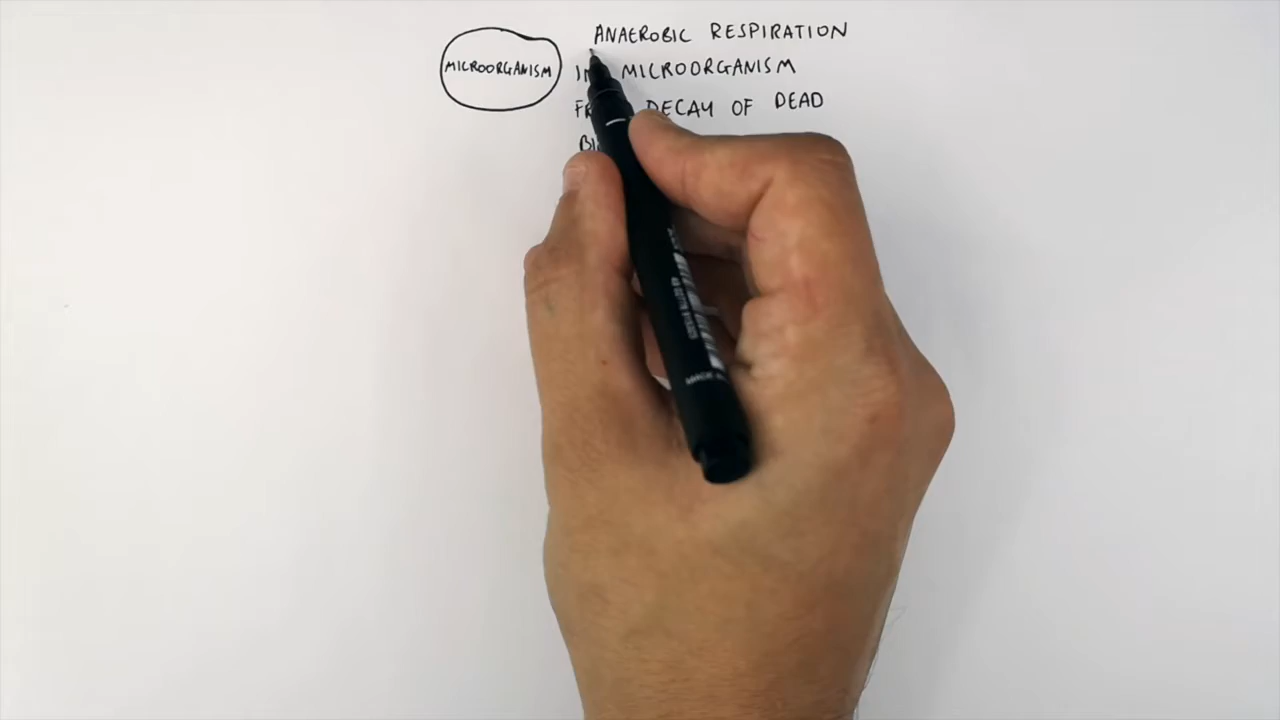 MICROORGANISM
ANAEROBIC RESPIRATION
MICROORGANISM
DECAY OF DEAD